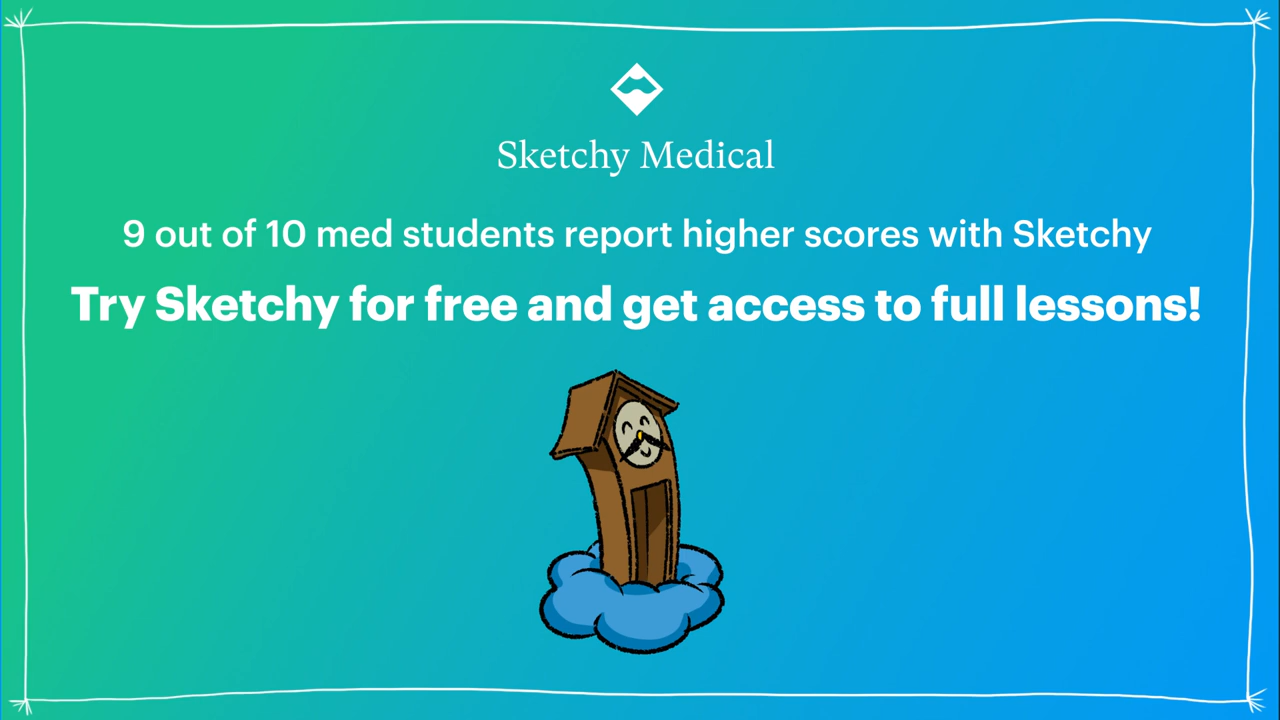 Sketchy Medical
9 out of 10 med students report higher scores with Sketchy
Try Sketchy for free and get access to full lessons!